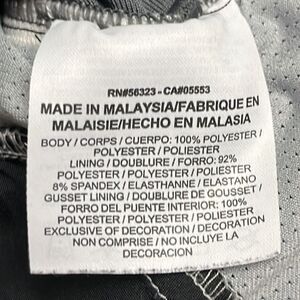 RN#56323 - CA#05553
MADE IN MALAYSIA/FABRIQUE EN
MALAISIE/HECHO EN MALASIA
BODY / CORPS / CUERPO: 100% POLYESTER /
POLYESTER / POLIESTER
LINING / DOUBLURE / FORRO: 92%
POLYESTER / POLYESTER / POLIESTER
8% SPANDEX / ELASTHANNE / ELASTANO
GUSSET LINING / DOUBLURE DE GOUSSET /
FORRO DEL PUENTE INTERIOR: 100%
POLYESTER / POLYESTER / POLIESTER
EXCLUSIVE OF DECORATION / DECORATION
NON COMPRISE / NO INCLUYE LA
DECORACION